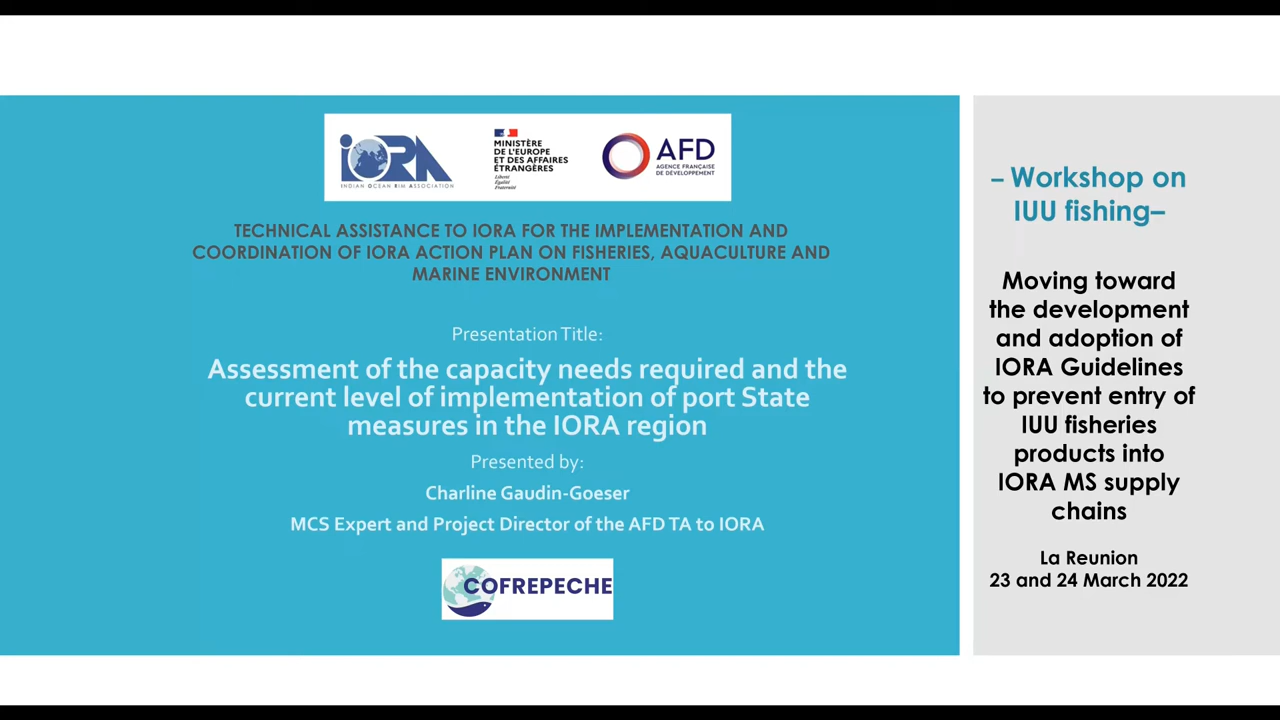 iORA
INDIAN OCEAN RIM ASSOCIATION
MINISTÈRE
DE L'EUROPE
ET DES AFFAIRES
ÉTRANGÈRES
Liberté
Égalité
Fraternité
AFD
AGENCE FRANÇAISE
DE DÉVELOPPEMENT
TECHNICAL ASSISTANCE TO IORA FOR THE IMPLEMENTATION AND
COORDINATION OF IORA ACTION PLAN ON FISHERIES, AQUACULTURE AND
MARINE ENVIRONMENT
Presentation Title:
Assessment of the capacity needs required and the
current level of implementation of port State
measures in the IORA region
Presented by:
Charline Gaudin-Goeser
MCS Expert and Project Director of the AFD TA to IORA
COFREPECHE
– Workshop on
IUU fishing–
Moving toward
the development
and adoption of
IORA Guidelines
to prevent entry of
IUU fisheries
products into
IORA MS supply
chains
La Reunion
23 and 24 March 2022